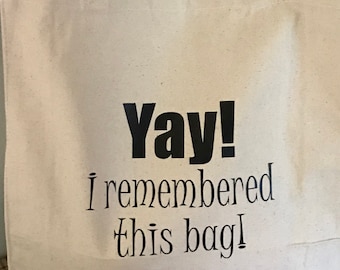 Yay!
I remembered
this bag!